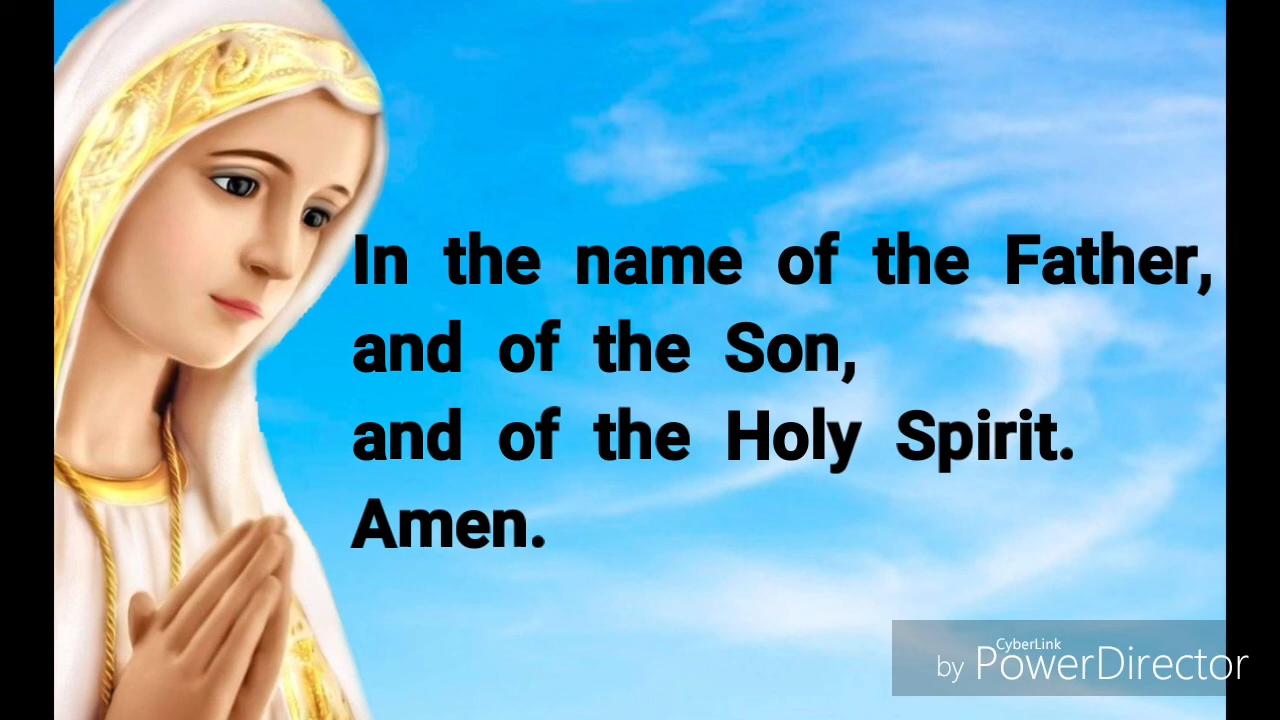 In the name of the Father,
and of the Son,
and of the Holy Spirit.
Amen.
CyberLink
by PowerDirector